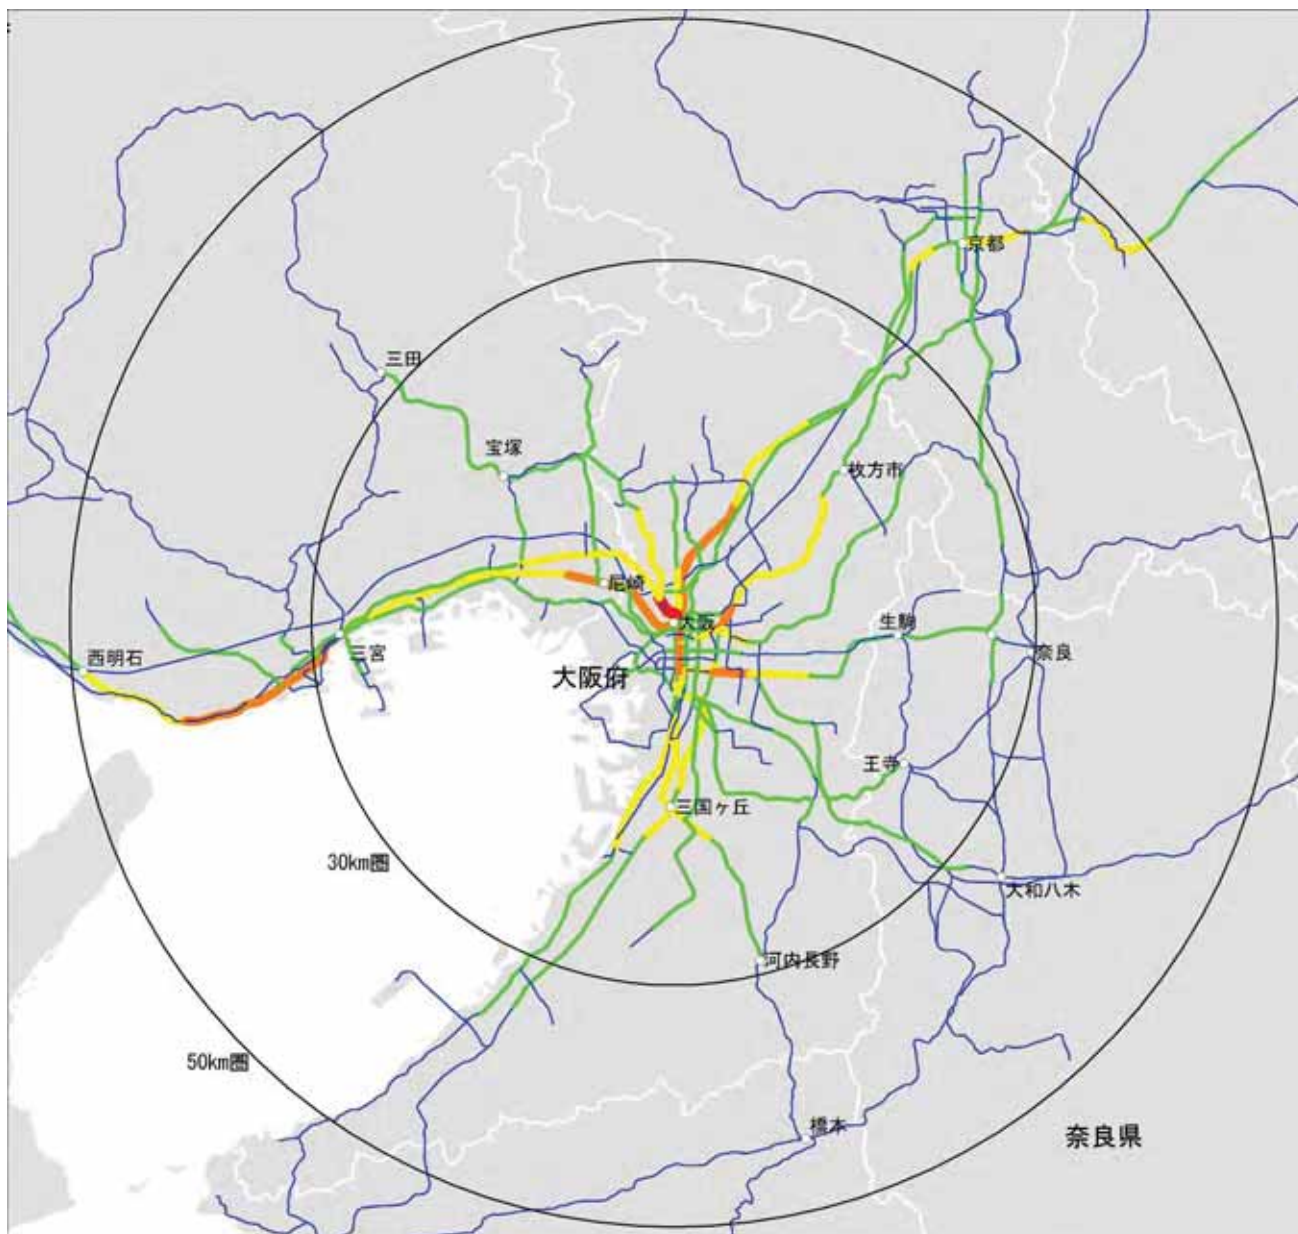 京都
三田
宝塚
枚方市
尼崎
大阪
生駒
奈良
三宮
西明石
大阪府
王寺
三国ヶ丘
30km圏
大和八木
河内長野
50km圏
橋本
奈良県